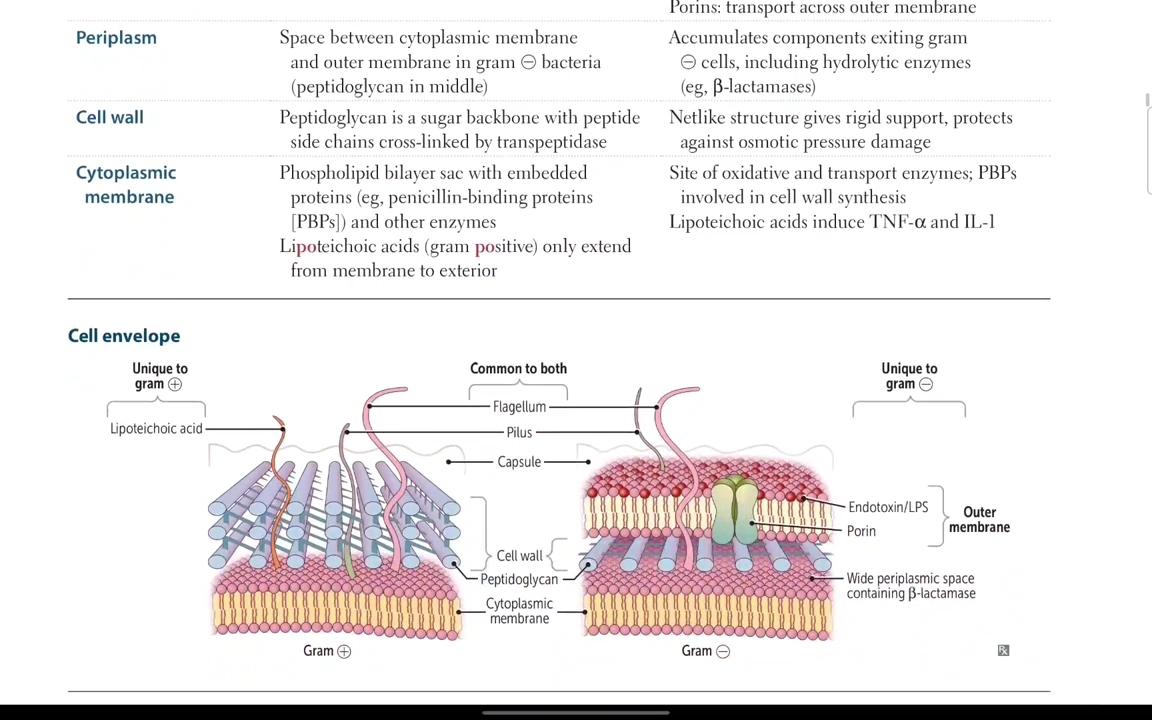 Porins: transport across outer membrane
Periplasm
Space between cytoplasmic membrane
and outer membrane in gram ⊖ bacteria
(peptidoglycan in middle)
Accumulates components exiting gram
⊖ cells, including hydrolytic enzymes
(eg, β-lactamases)
Cell wall
Peptidoglycan is a sugar backbone with peptide
side chains cross-linked by transpeptidase
Netlike structure gives rigid support, protects
against osmotic pressure damage
Cytoplasmic
membrane
Phospholipid bilayer sac with embedded
proteins (eg, penicillin-binding proteins
[PBPs]) and other enzymes
Lipoteichoic acids (gram positive) only extend
from membrane to exterior
Site of oxidative and transport enzymes; PBPs
involved in cell wall synthesis
Lipoteichoic acids induce TNF-α and IL-1
Cell envelope
Unique to
gram ⊕
Common to both
Unique to
gram ⊖
Flagellum
Lipoteichoic acid
Pilus
Capsule
Endotoxin/LPS
Porin
Outer
membrane
Cell wall
Peptidoglycan
Wide periplasmic space
containing β-lactamase
Cytoplasmic
membrane
Gram ⊕
Gram ⊖
Rx